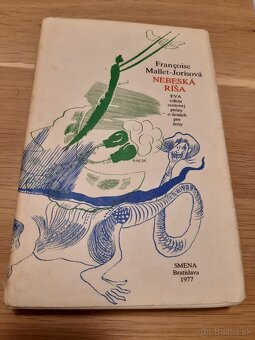 Françoise
Mallet-Jorisová
NEBESKÁ
RÍŠA
EVA
edícia
svetovej
prózy
o ženách
pre
ženy
SMENA
Bratislava
1977